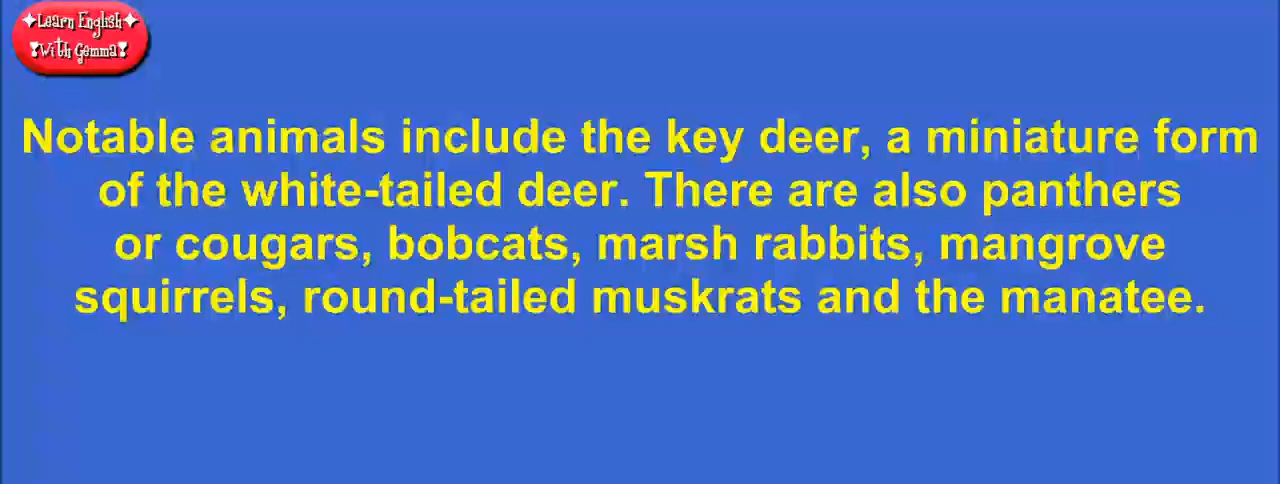 Learn English
With Gemma
Notable animals include the key deer, a miniature form
of the white-tailed deer. There are also panthers
or cougars, bobcats, marsh rabbits, mangrove
squirrels, round-tailed muskrats and the manatee.